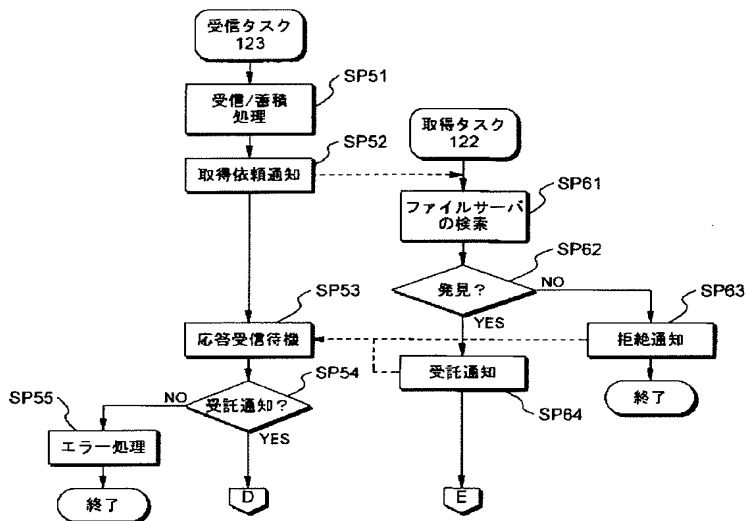 受信タスク
123
SP51
受信/蓄積
処理
SP52
取得依頼通知
取得タスク
122
SP61
ファイルサーバ
の検索
SP62
発見?
NO
YES
SP63
拒絶通知
終了
SP53
応答受信待機
受託通知
SP64
SP54
受託通知?
NO
YES
SP55
エラー処理
終了
D
E